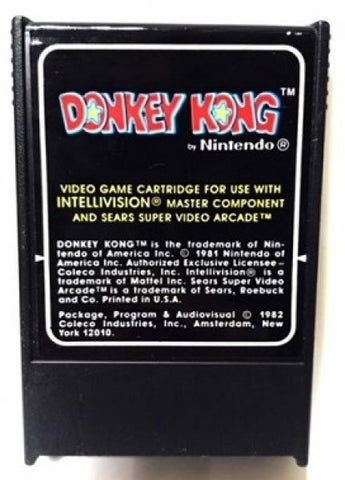 DONKEY KONG™
by Nintendo®
VIDEO GAME CARTRIDGE FOR USE WITH
INTELLIVISION® MASTER COMPONENT
AND SEARS SUPER VIDEO ARCADE™
DONKEY KONG™ is the trademark of Nin-
tendo of America Inc. © 1981 Nintendo of
America Inc. Authorized Exclusive Licensee—
Coleco Industries, Inc. Intellivision® is a
trademark of Mattel Inc. Sears Super Video
Arcade™ is a trademark of Sears, Roebuck
and Co. Printed in U.S.A.
Package, Program & Audiovisual © 1982
Coleco Industries, Inc., Amsterdam, New
York 12010.